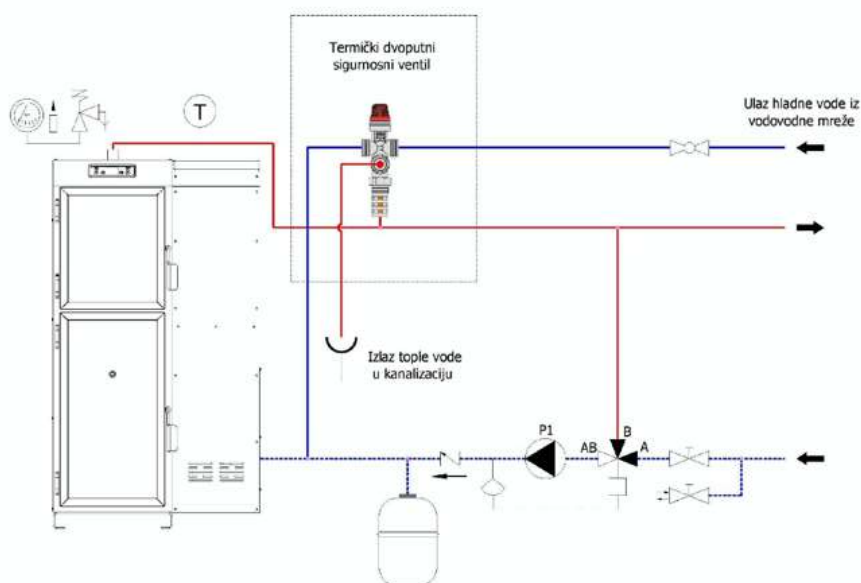 Termički dvoputni
sigurnosni ventil
Ulaz hladne vode iz
vodovodne mreže
T
Izlaz tople vode
u kanalizaciju
P1
AB
B
A